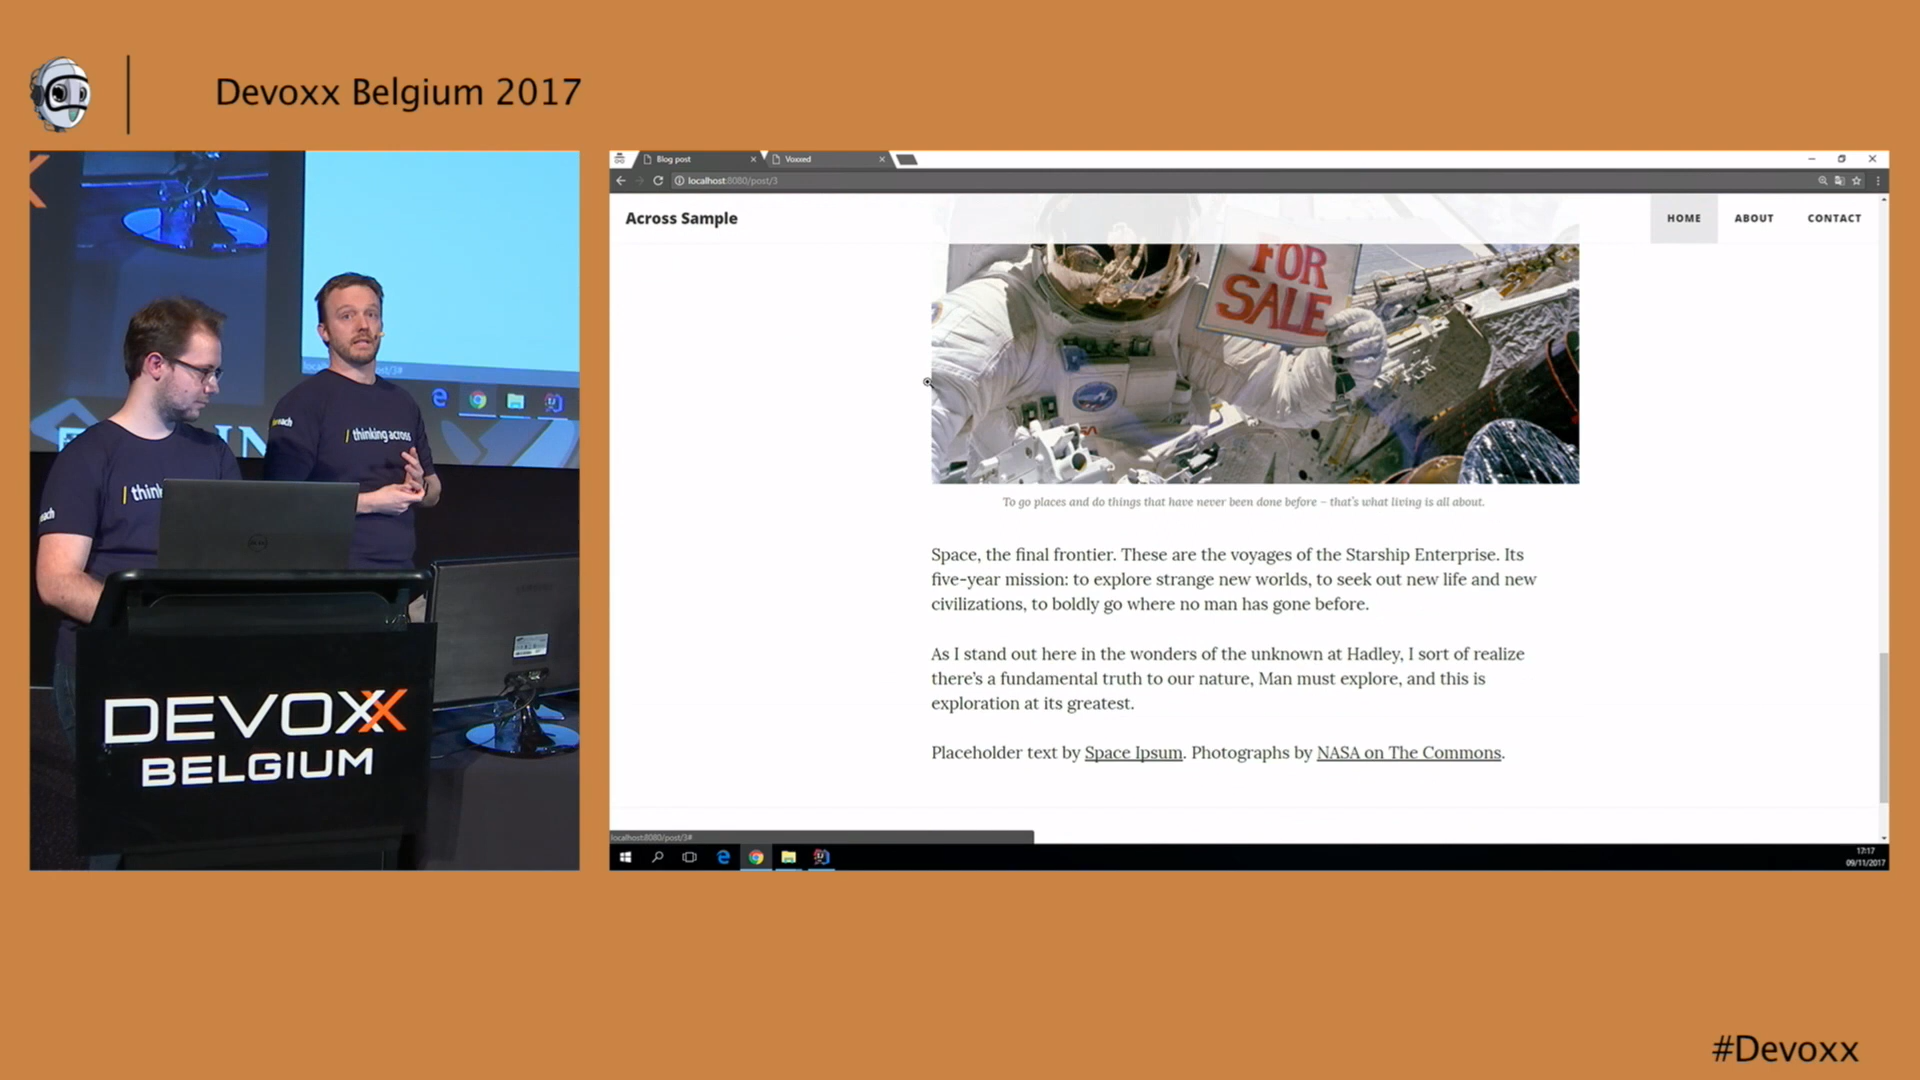 Devoxx Belgium 2017
thinking across
DEVOXX
BELGIUM
Blog post
Voxxed
localhost:8080/post/3
Across Sample
HOME
ABOUT
CONTACT
FOR
SALE
To go places and do things that have never been done before – that's what living is all about.
Space, the final frontier. These are the voyages of the Starship Enterprise. Its
five-year mission: to explore strange new worlds, to seek out new life and new
civilizations, to boldly go where no man has gone before.
As I stand out here in the wonders of the unknown at Hadley, I sort of realize
there's a fundamental truth to our nature, Man must explore, and this is
exploration at its greatest.
Placeholder text by Space Ipsum. Photographs by NASA on The Commons.
localhost:8080/post/3#
17:17
09/11/2017
#Devoxx